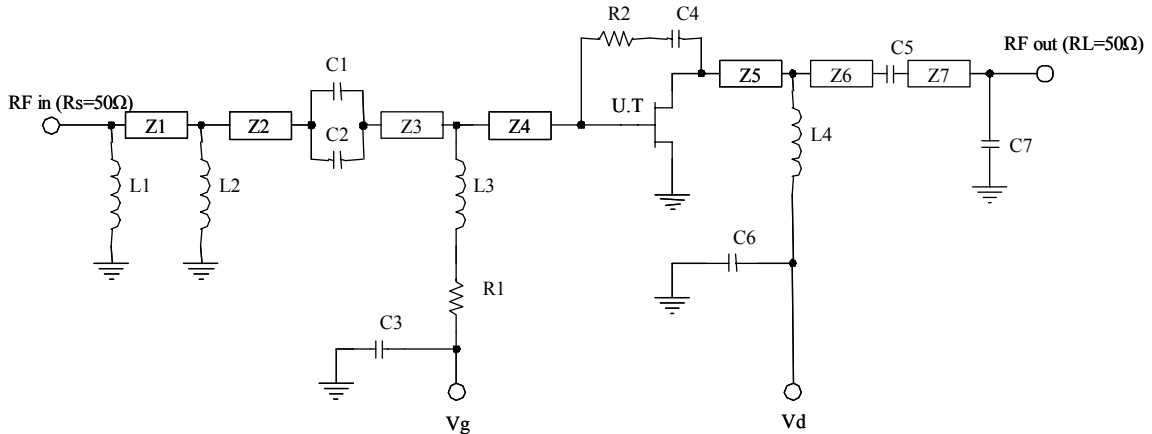 R2
C4
RF out (RL=50Ω)
C5
C1
Z5
Z6
Z7
RF in (Rs=50Ω)
U.T
Z1
Z2
C2
Z3
Z4
L4
C7
L1
L2
L3
C6
R1
C3
Vg
Vd